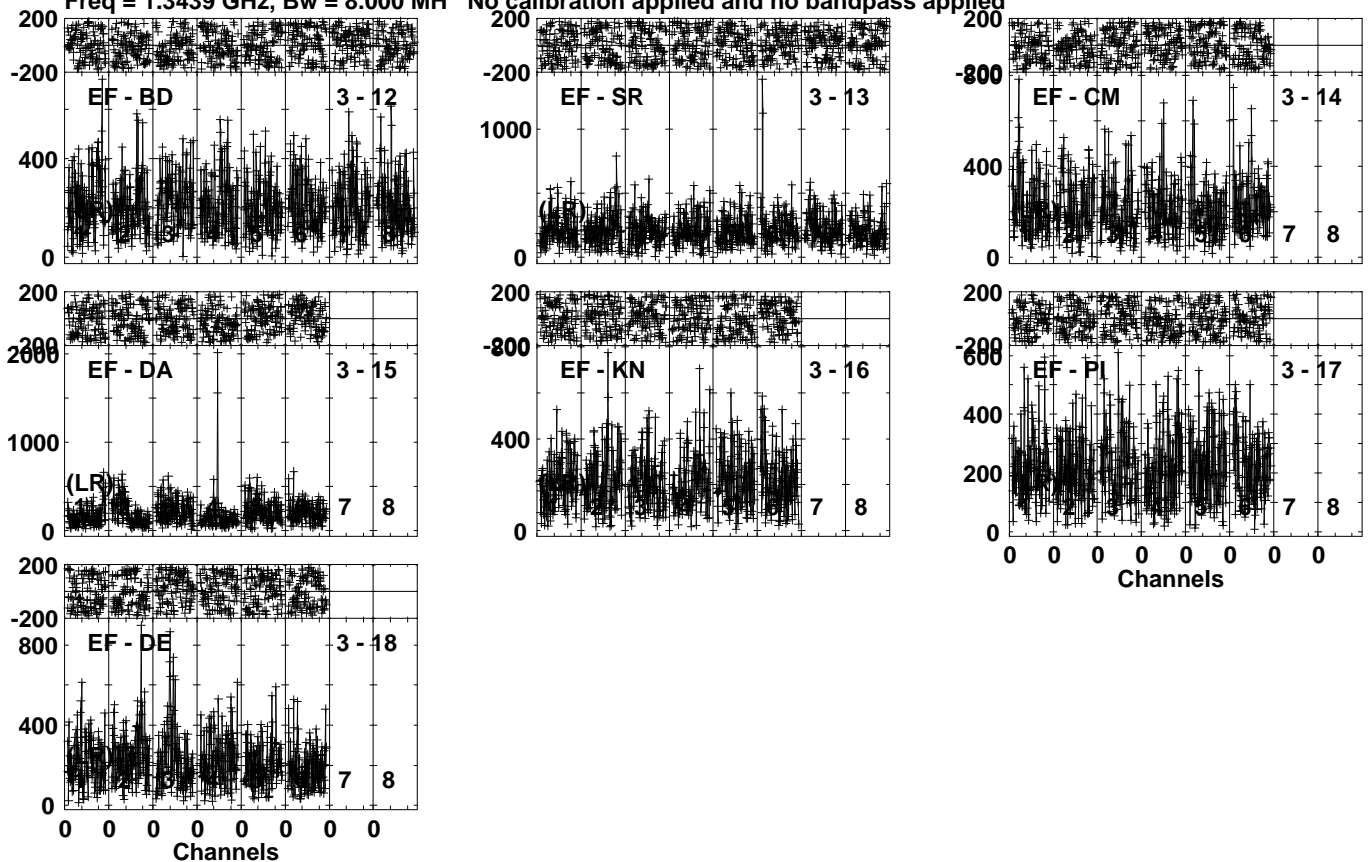 Freq = 1.3439 GHz, Bw = 8.000 MH No calibration applied and no bandpass applied
200
-200
EF - BD 3 - 12
400
0
-200
EF - SR 3 - 13
1000
0
200
EF - CM 3 - 14
400
0
7 8
200
2000
EF - DA 3 - 15
1000
(LR)
0
7 8
200
EF - KN 3 - 16
400
0
7 8
200
-200
600
EF - PI 3 - 17
400
200
0
7 8
0 0 0 0 0 0 0 0
Channels
200
-200
EF - DE 3 - 18
800
400
0
7 8
0 0 0 0 0 0 0 0
Channels